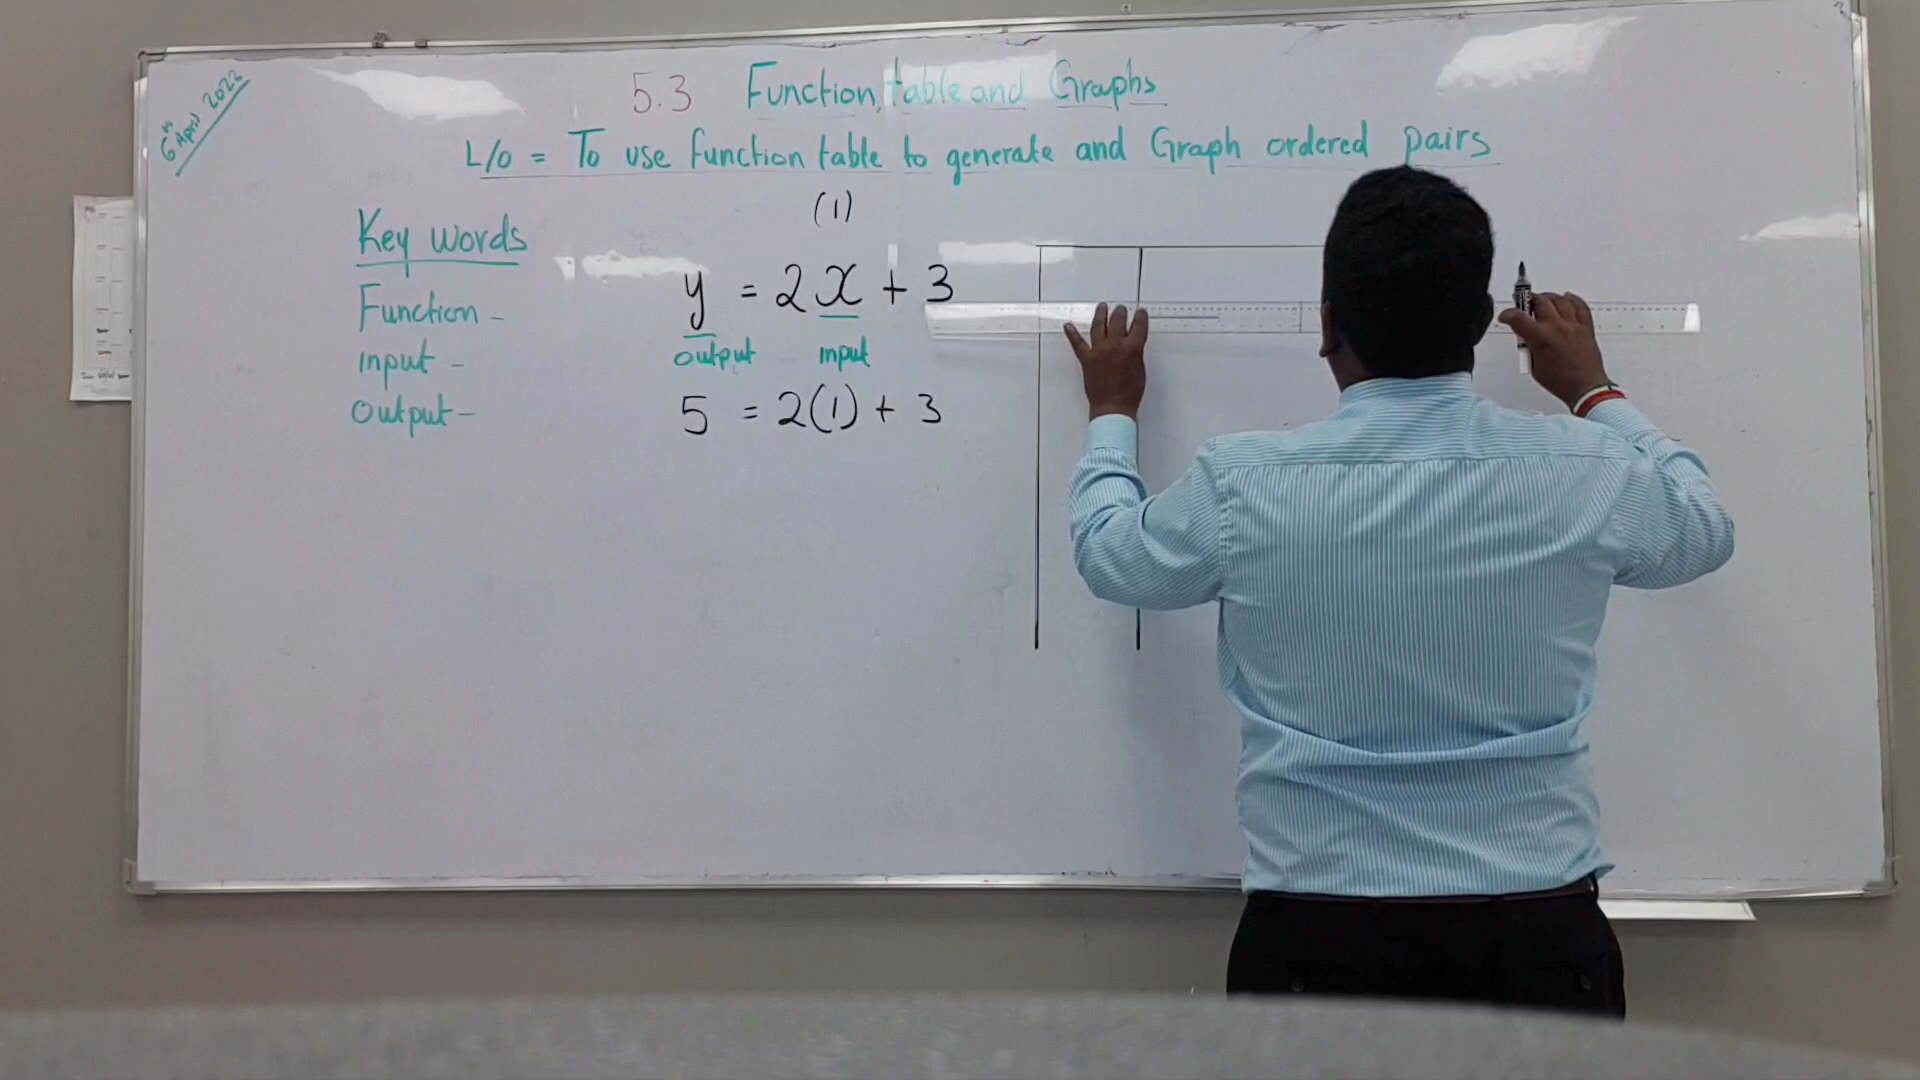 6th April 2022
5.3 Function, table and Graphs
L/o = To use function table to generate and Graph ordered pairs
Key words
Function -
input -
output -
(1)
y = 2x + 3
output input
5 = 2(1) + 3